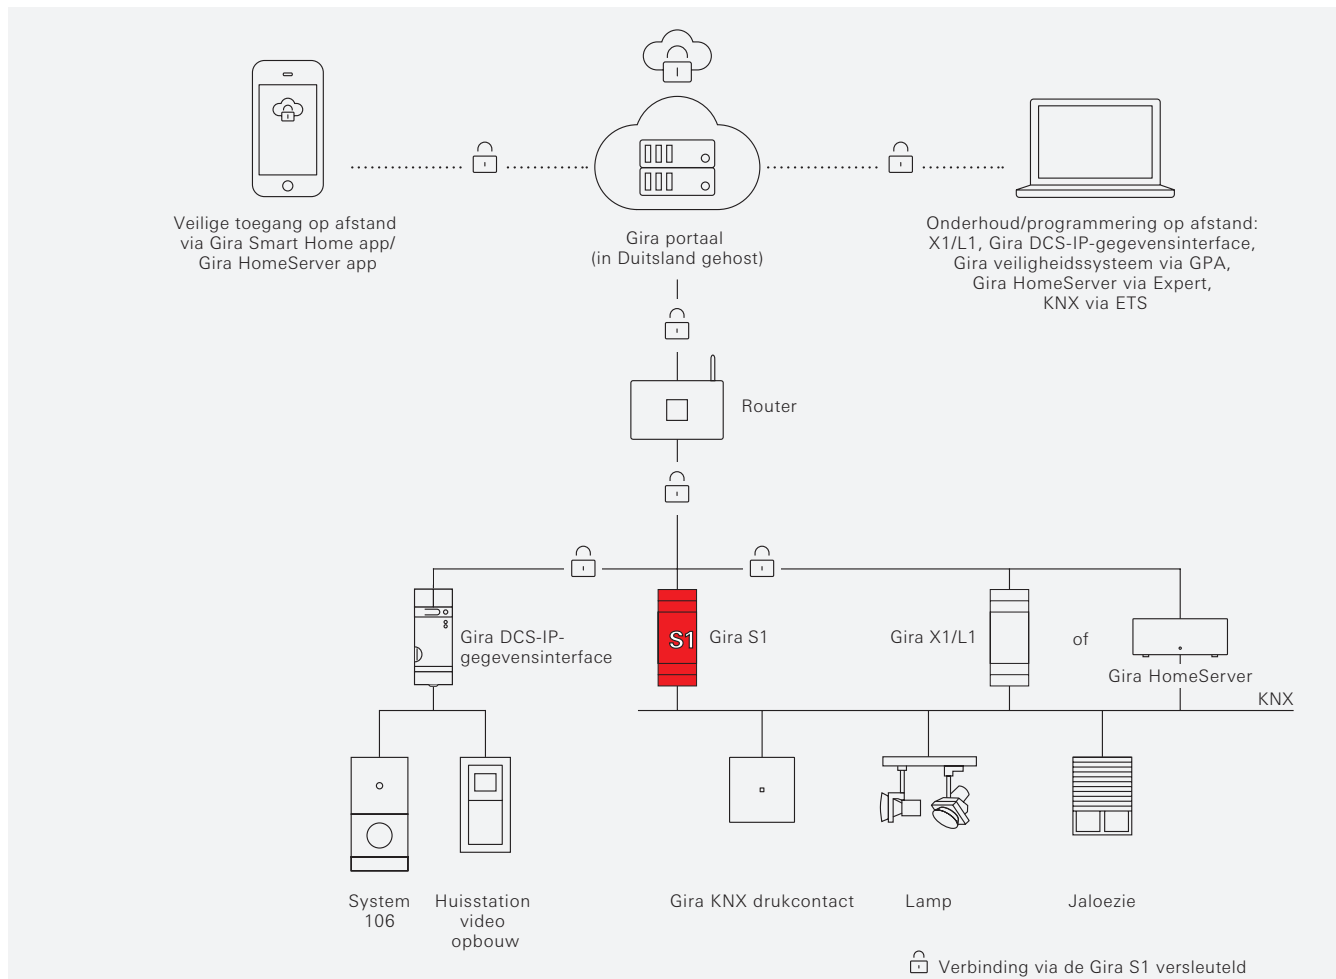 Veilige toegang op afstand
via Gira Smart Home app/
Gira HomeServer app
Gira portaal
(in Duitsland gehost)
Onderhoud/programmering op afstand:
X1/L1, Gira DCS-IP-gegevensinterface,
Gira veiligheidssysteem via GPA,
Gira HomeServer via Expert,
KNX via ETS
Router
Gira DCS-IP-
gegevensinterface
S1
Gira S1
Gira X1/L1
of
Gira HomeServer
KNX
System
106
Huisstation
video
opbouw
Gira KNX drukcontact
Lamp
Jaloezie
Verbinding via de Gira S1 versleuteld